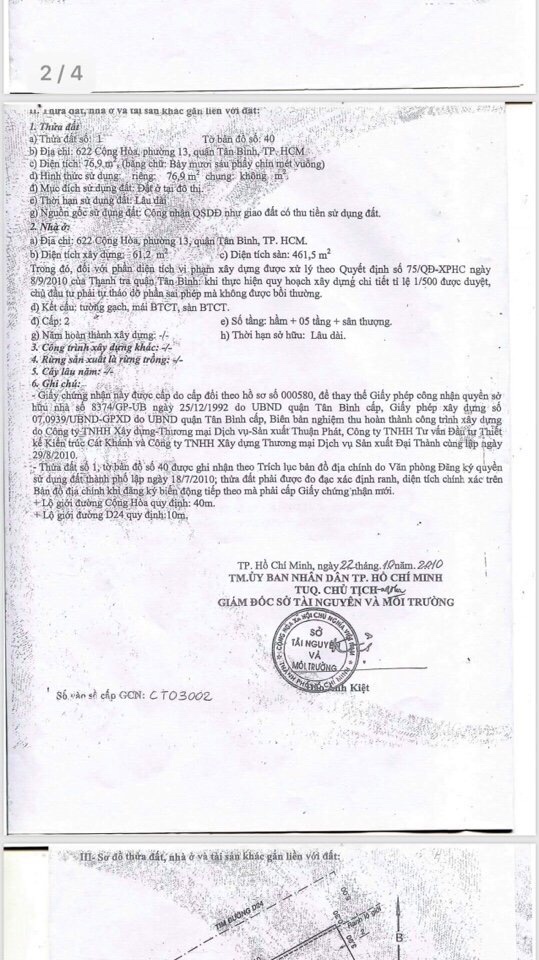 2/4
II. Thửa đất, nhà ở và tài sản khác gắn liền với đất:
1. Thửa đất
a) Thửa đất số: 1 Tờ bản đồ số: 40
b) Địa chỉ: 622 Cộng Hòa, phường 13, quận Tân Bình, TP. HCM
c) Diện tích: 76,9 m², (bằng chữ: Bảy mươi sáu phẩy chín mét vuông)
d) Hình thức sử dụng: riêng: 76,9 m² chung: không m²
đ) Mục đích sử dụng đất: Đất ở tại đô thị.
e) Thời hạn sử dụng đất: Lâu dài
g) Nguồn gốc sử dụng đất: Công nhận QSDĐ như giao đất có thu tiền sử dụng đất.
2. Nhà ở:
a) Địa chỉ: 622 Cộng Hòa, phường 13, quận Tân Bình, TP. HCM.
b) Diện tích xây dựng: 61,2 m² c) Diện tích sàn: 461,5 m²
Trong đó, đối với phần diện tích vi phạm xây dựng được xử lý theo Quyết định số 75/QĐ-XPHC ngày
8/9/2010 của Thanh tra quận Tân Bình: khi thực hiện quy hoạch xây dựng chi tiết tỉ lệ 1/500 được duyệt,
chủ đầu tư phải tự tháo dỡ phần sai phép mà không được bồi thường.
d) Kết cấu: tường gạch, mái BTCT, sàn BTCT.
đ) Cấp: 2 e) Số tầng: hầm + 05 tầng + sân thượng.
g) Năm hoàn thành xây dựng: -/- h) Thời hạn sở hữu: Lâu dài.
3. Công trình xây dựng khác: -/-
4. Rừng sản xuất là rừng trồng: -/-
5. Cây lâu năm: -/-
6. Ghi chú:
- Giấy chứng nhận này được cấp do cấp đổi theo hồ sơ số 000580, để thay thế Giấy phép công nhận quyền sở
hữu nhà số 8374/GP-UB ngày 25/12/1992 do UBND quận Tân Bình cấp, Giấy phép xây dựng số
07.0939/UBND-GPXD do UBND quận Tân Bình cấp, Biên bản nghiệm thu hoàn thành công trình xây dựng
do Công ty TNHH Xây dựng-Thương mại Dịch vụ-Sản xuất Thuận Phát, Công ty TNHH Tư vấn Đầu tư Thiết
kế Kiến trúc Cát Khánh và Công ty TNHH Xây dựng Thương mại Dịch vụ Sản xuất Đại Thành cùng lập ngày
29/8/2010.
- Thửa đất số 1, tờ bản đồ số 40 được ghi nhận theo Trích lục bản đồ địa chính do Văn phòng Đăng ký quyền
sử dụng đất thành phố lập ngày 18/7/2010; thửa đất phải được đo đạc xác định ranh, diện tích chính xác trên
Bản đồ địa chính khi đăng ký biến động tiếp theo mà phải cấp Giấy chứng nhận mới.
+ Lộ giới đường Cộng Hòa quy định: 40m.
+ Lộ giới đường D24 quy định:10m.
TP. Hồ Chí Minh, ngày 22 tháng 10 năm 2010
TM.ỦY BAN NHÂN DÂN TP. HỒ CHÍ MINH
TUQ. CHỦ TỊCH
GIÁM ĐỐC SỞ TÀI NGUYÊN VÀ MÔI TRƯỜNG
SỞ
TÀI NGUYÊN
VÀ
MÔI TRƯỜNG
Anh Kiệt
Số vào sổ cấp GCN: CT03002
III- Sơ đồ thửa đất, nhà ở và tài sản khác gắn liền với đất:
TIM ĐƯỜNG D24
B